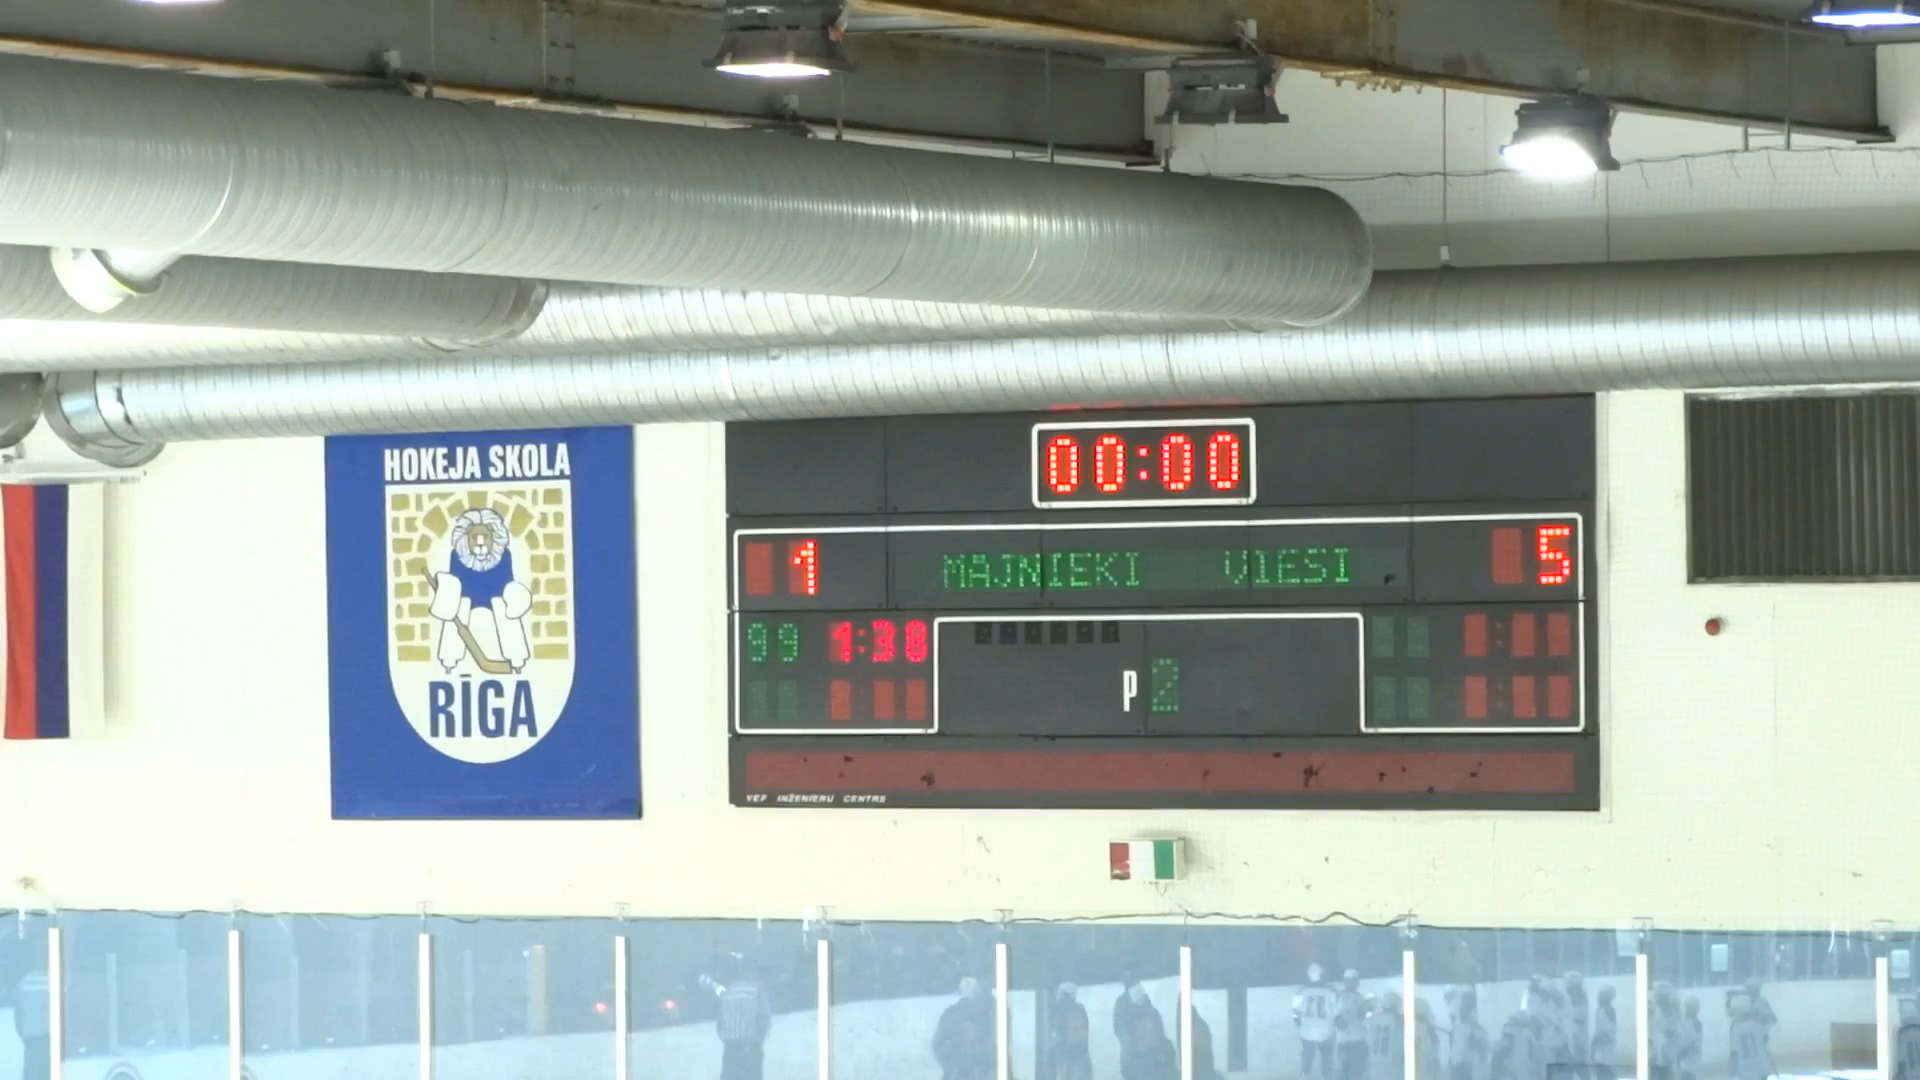 HOKEJA SKOLA
RĪGA
00:00
1 MAJNIEKI VIESI 5
99 1:38
P 2
VEF INŽENIERU CENTRS